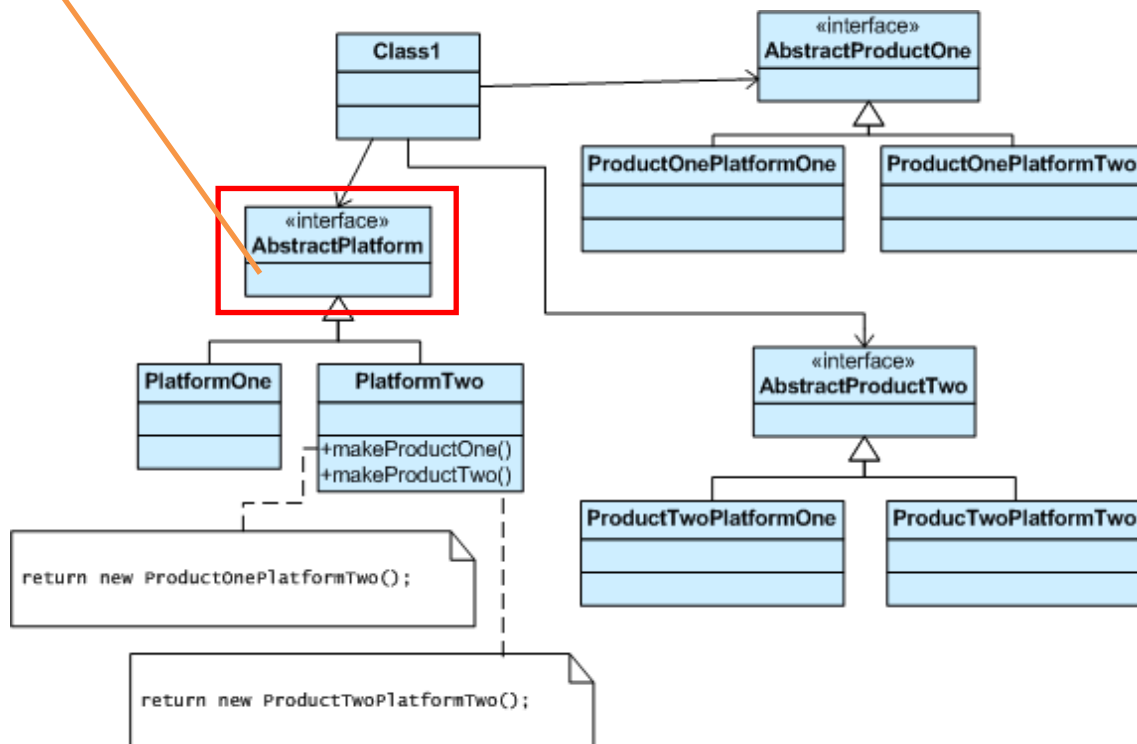 Class1
«interface»
AbstractProductOne
ProductOnePlatformOne
ProductOnePlatformTwo
«interface»
AbstractPlatform
«interface»
AbstractProductTwo
PlatformOne
PlatformTwo
+makeProductOne()
+makeProductTwo()
ProductTwoPlatformOne
ProducTwoPlatformTwo
return new ProductOnePlatformTwo();
return new ProductTwoPlatformTwo();